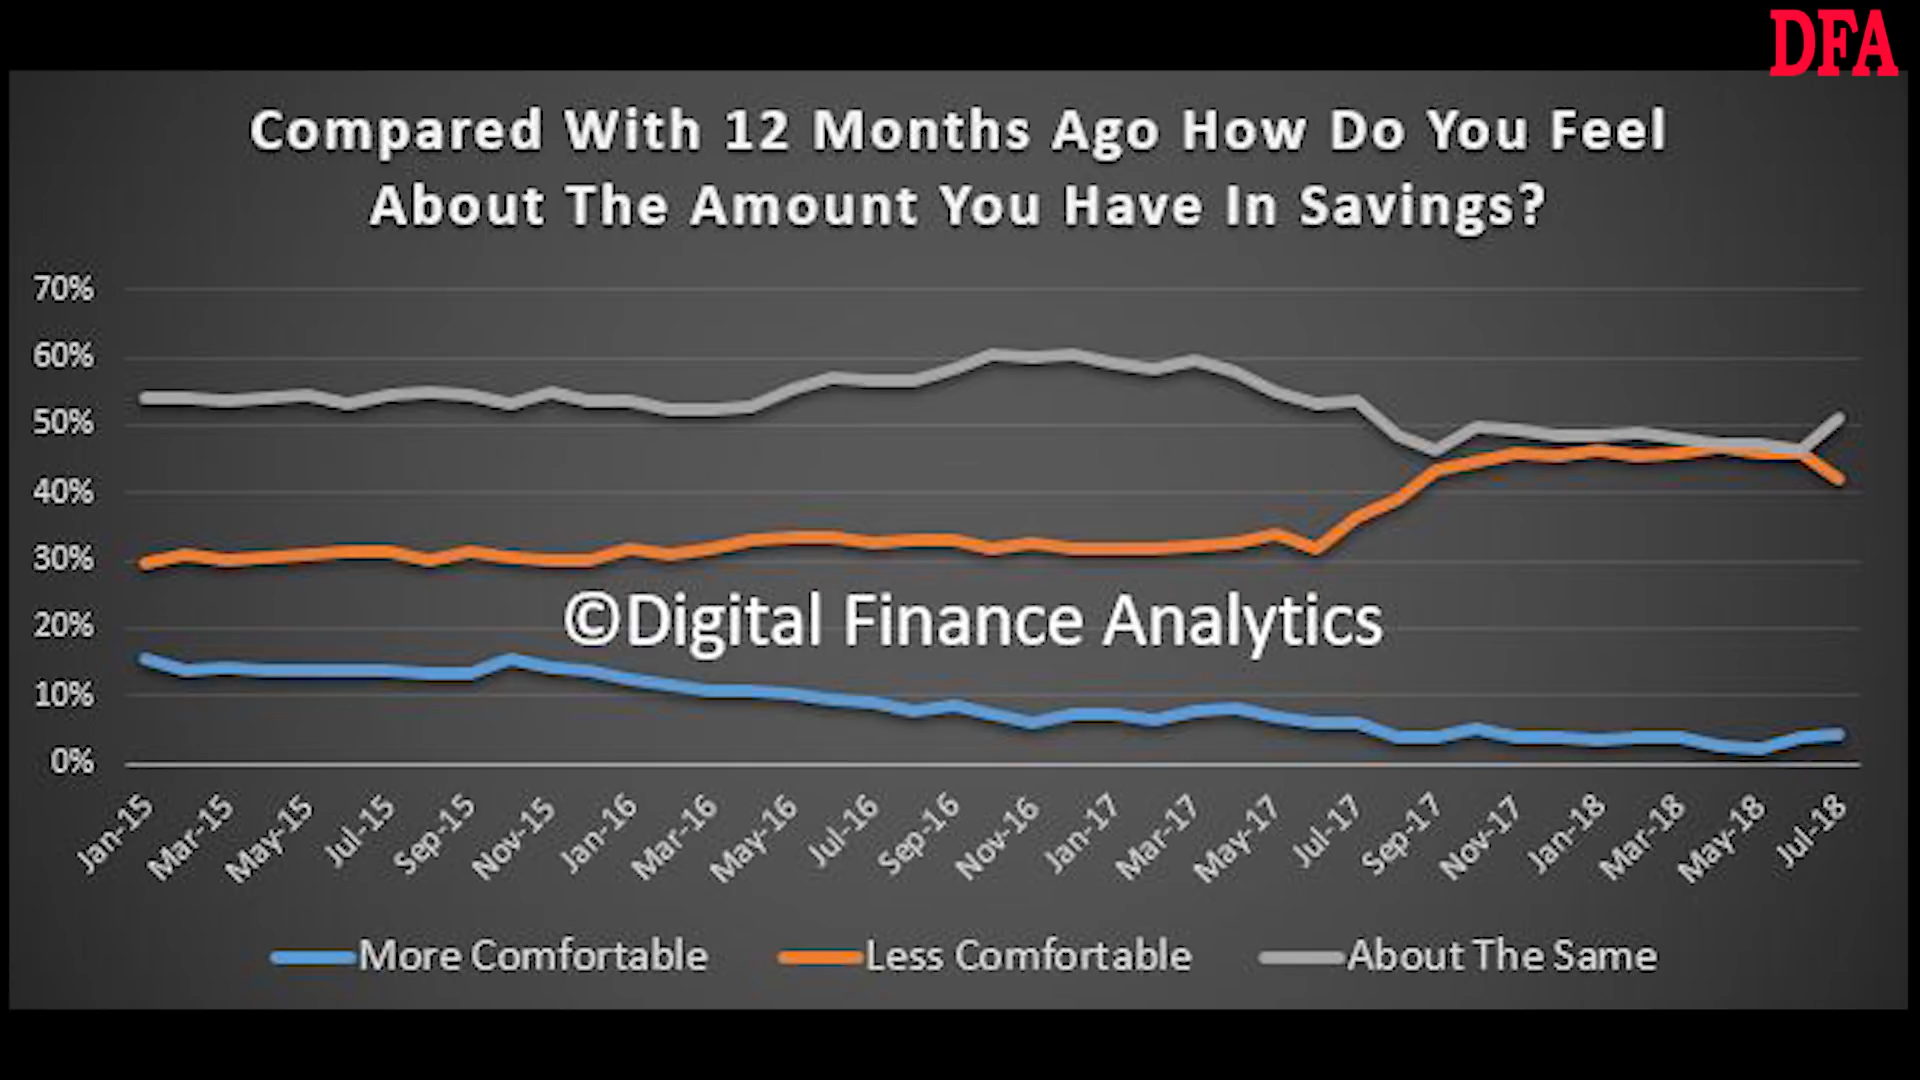 DFA
Compared With 12 Months Ago How Do You Feel
About The Amount You Have In Savings?
70%
60%
50%
40%
30%
20%
10%
0%
©Digital Finance Analytics
Jan-15
Mar-15
May-15
Jul-15
Sep-15
Nov-15
Jan-16
Mar-16
May-16
Jul-16
Sep-16
Nov-16
Jan-17
Mar-17
May-17
Jul-17
Sep-17
Nov-17
Jan-18
Mar-18
May-18
Jul-18
More Comfortable
Less Comfortable
About The Same